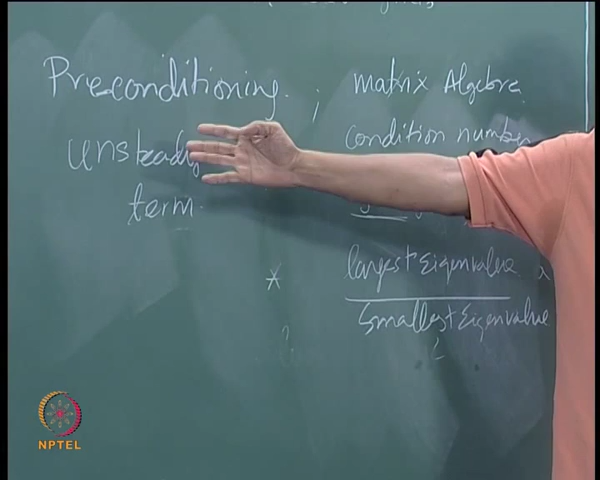 Preconditioning ; matrix Algebra
unsteady condition number
term.
* largest Eigenvalue
smallest Eigenvalue
NPTEL